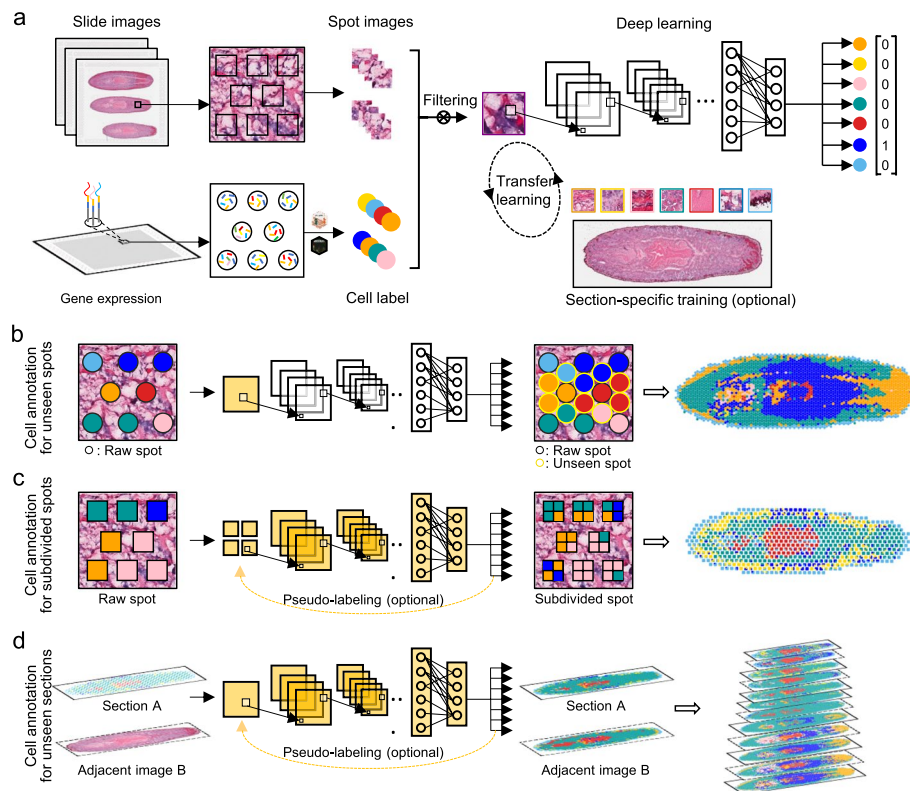 a
Slide images
Spot images
Deep learning
Filtering
0
0
0
0
0
1
0
Transfer
learning
Gene expression
Cell label
Section-specific training (optional)
b
Cell annotation
for unseen spots
: Raw spot
: Raw spot
: Unseen spot
c
Cell annotation
for subdivided spots
Raw spot
Pseudo-labeling (optional)
Subdivided spot
d
Cell annotation
for unseen sections
Section A
Adjacent image B
Pseudo-labeling (optional)
Section A
Adjacent image B